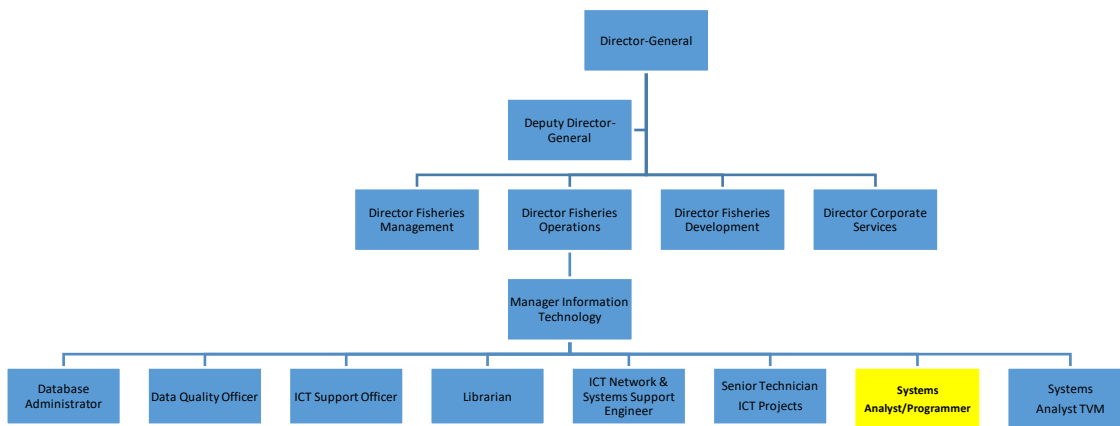 Director-General
Deputy Director-
General
Director Fisheries
Management
Director Fisheries
Operations
Director Fisheries
Development
Director Corporate
Services
Manager Information
Technology
Database
Administrator
Data Quality Officer
ICT Support Officer
Librarian
ICT Network &
Systems Support
Engineer
Senior Technician
ICT Projects
Systems
Analyst/Programmer
Systems
Analyst TVM